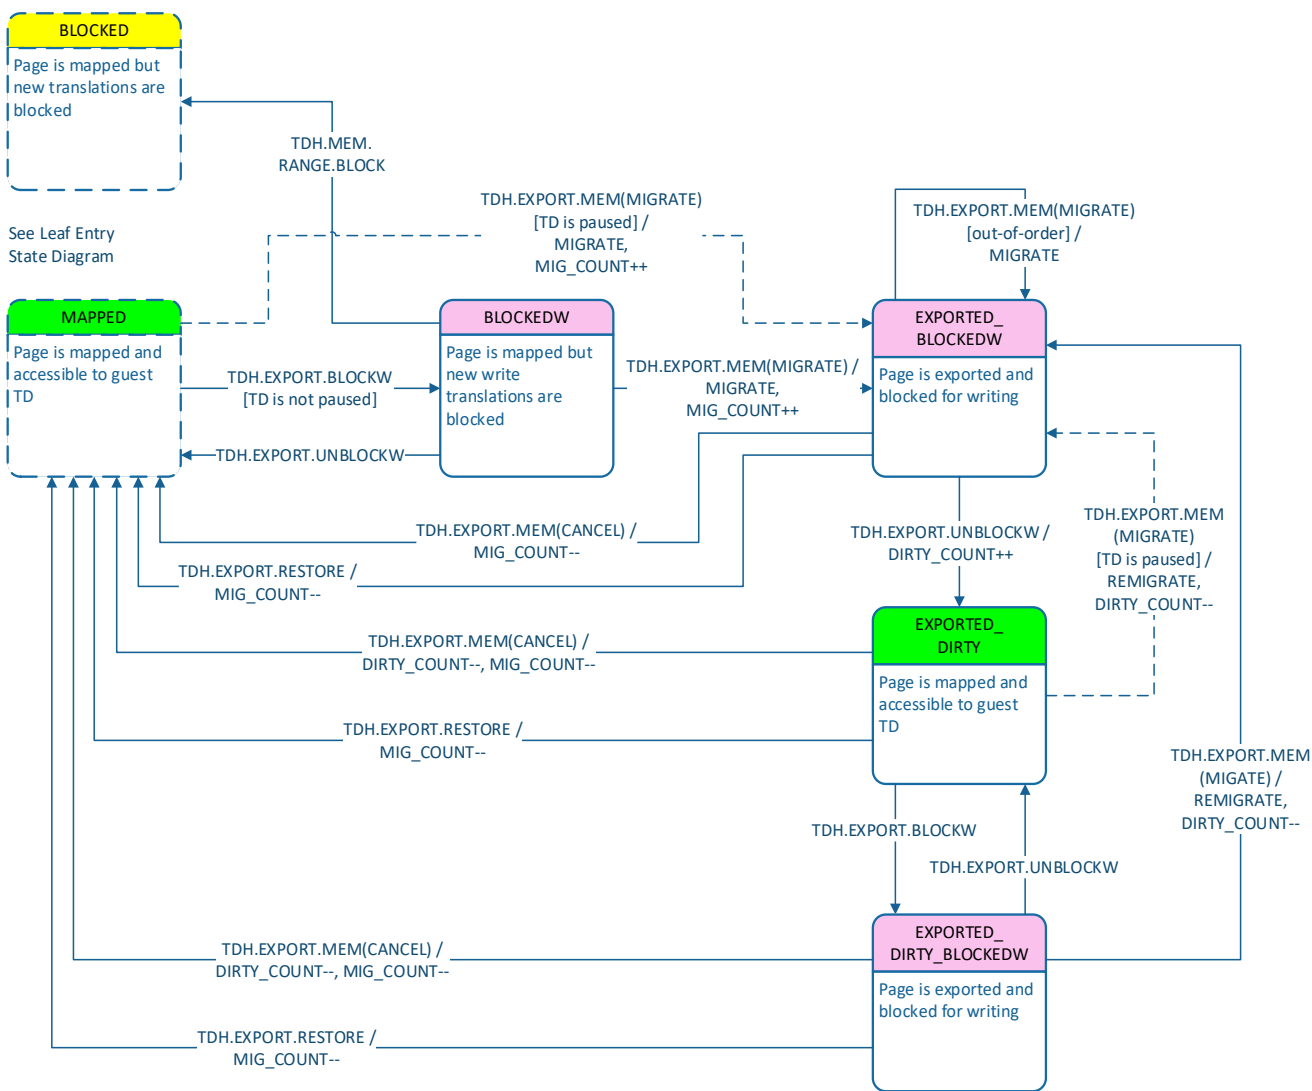 BLOCKED
Page is mapped but
new translations are
blocked
TDH.MEM.
RANGE.BLOCK
See Leaf Entry
State Diagram
TDH.EXPORT.MEM(MIGRATE)
[TD is paused] /
MIGRATE,
MIG_COUNT++
TDH.EXPORT.MEM(MIGRATE)
[out-of-order] /
MIGRATE
MAPPED
Page is mapped and
accessible to guest
TD
TDH.EXPORT.BLOCKW
[TD is not paused]
TDH.EXPORT.UNBLOCKW
BLOCKEDW
Page is mapped but
new write
translations are
blocked
TDH.EXPORT.MEM(MIGRATE) /
MIGRATE,
MIG_COUNT++
EXPORTED_
BLOCKEDW
Page is exported and
blocked for writing
TDH.EXPORT.MEM(CANCEL) /
MIG_COUNT--
TDH.EXPORT.UNBLOCKW /
DIRTY_COUNT++
TDH.EXPORT.MEM
(MIGRATE)
[TD is paused] /
REMIGRATE,
DIRTY_COUNT--
TDH.EXPORT.RESTORE /
MIG_COUNT--
EXPORTED_
DIRTY
Page is mapped and
accessible to guest
TD
TDH.EXPORT.MEM(CANCEL) /
DIRTY_COUNT--, MIG_COUNT--
TDH.EXPORT.RESTORE /
MIG_COUNT--
TDH.EXPORT.MEM
(MIGATE) /
REMIGRATE,
DIRTY_COUNT--
TDH.EXPORT.BLOCKW
TDH.EXPORT.UNBLOCKW
EXPORTED_
DIRTY_BLOCKEDW
Page is exported and
blocked for writing
TDH.EXPORT.MEM(CANCEL) /
DIRTY_COUNT--, MIG_COUNT--
TDH.EXPORT.RESTORE /
MIG_COUNT--